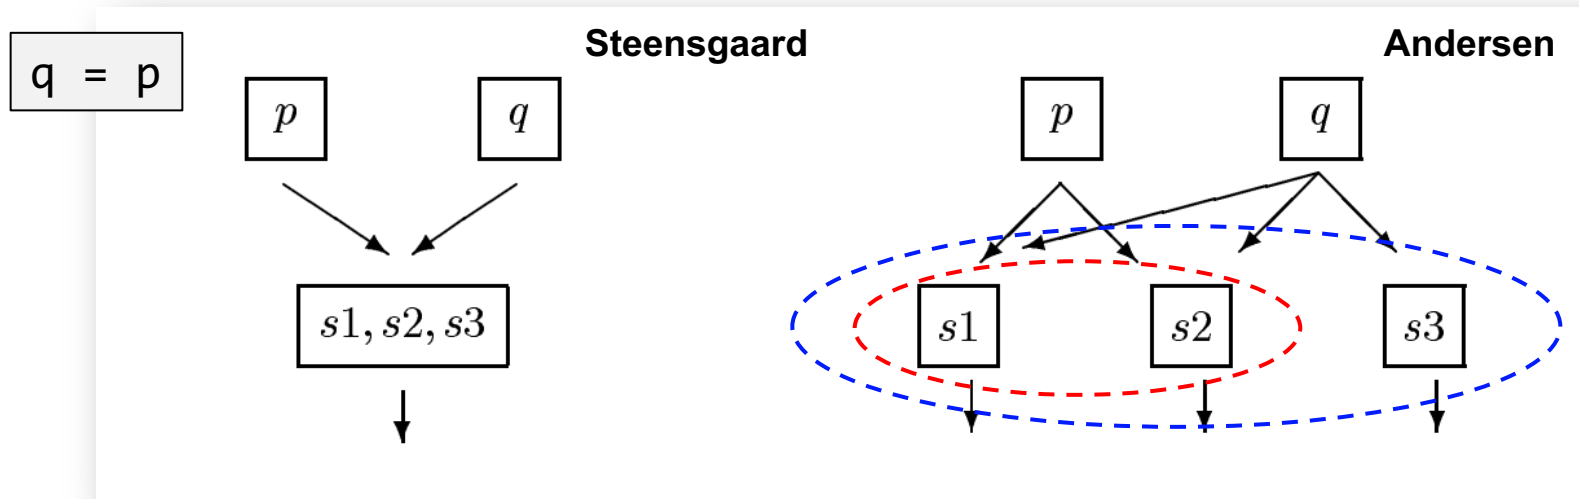 Steensgaard
Andersen
q = p
p
q
p
q
s1, s2, s3
s1
s2
s3